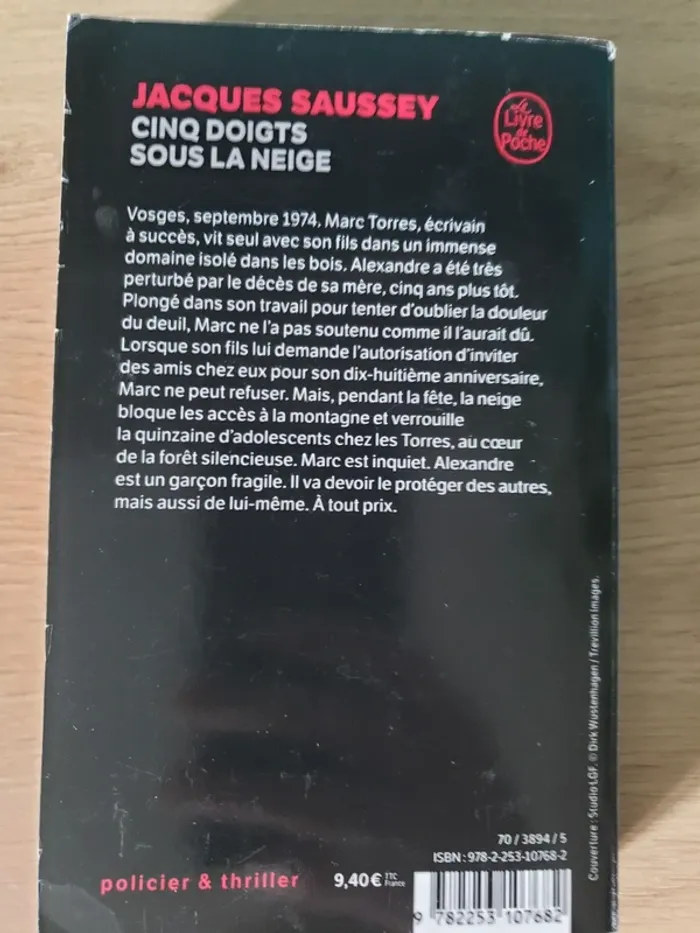 JACQUES SAUSSEY
CINQ DOIGTS
SOUS LA NEIGE
Le
Livre
de
Poche
Vosges, septembre 1974. Marc Torres, écrivain
à succès, vit seul avec son fils dans un immense
domaine isolé dans les bois. Alexandre a été très
perturbé par le décès de sa mère, cinq ans plus tôt.
Plongé dans son travail pour tenter d'oublier la douleur
du deuil, Marc ne l'a pas soutenu comme il l'aurait dû.
Lorsque son fils lui demande l'autorisation d'inviter
des amis chez eux pour son dix-huitième anniversaire,
Marc ne peut refuser. Mais, pendant la fête, la neige
bloque les accès à la montagne et verrouille
la quinzaine d'adolescents chez les Torres, au cœur
de la forêt silencieuse. Marc est inquiet. Alexandre
est un garçon fragile. Il va devoir le protéger des autres,
mais aussi de lui-même. À tout prix.
Couverture : Studio LGF. © Dirk Wustenhagen / Trevillion Images.
70 / 3894 / 5
ISBN : 978-2-253-10768-2
policier & thriller
9,40 € TTC
France
9 782253 107682